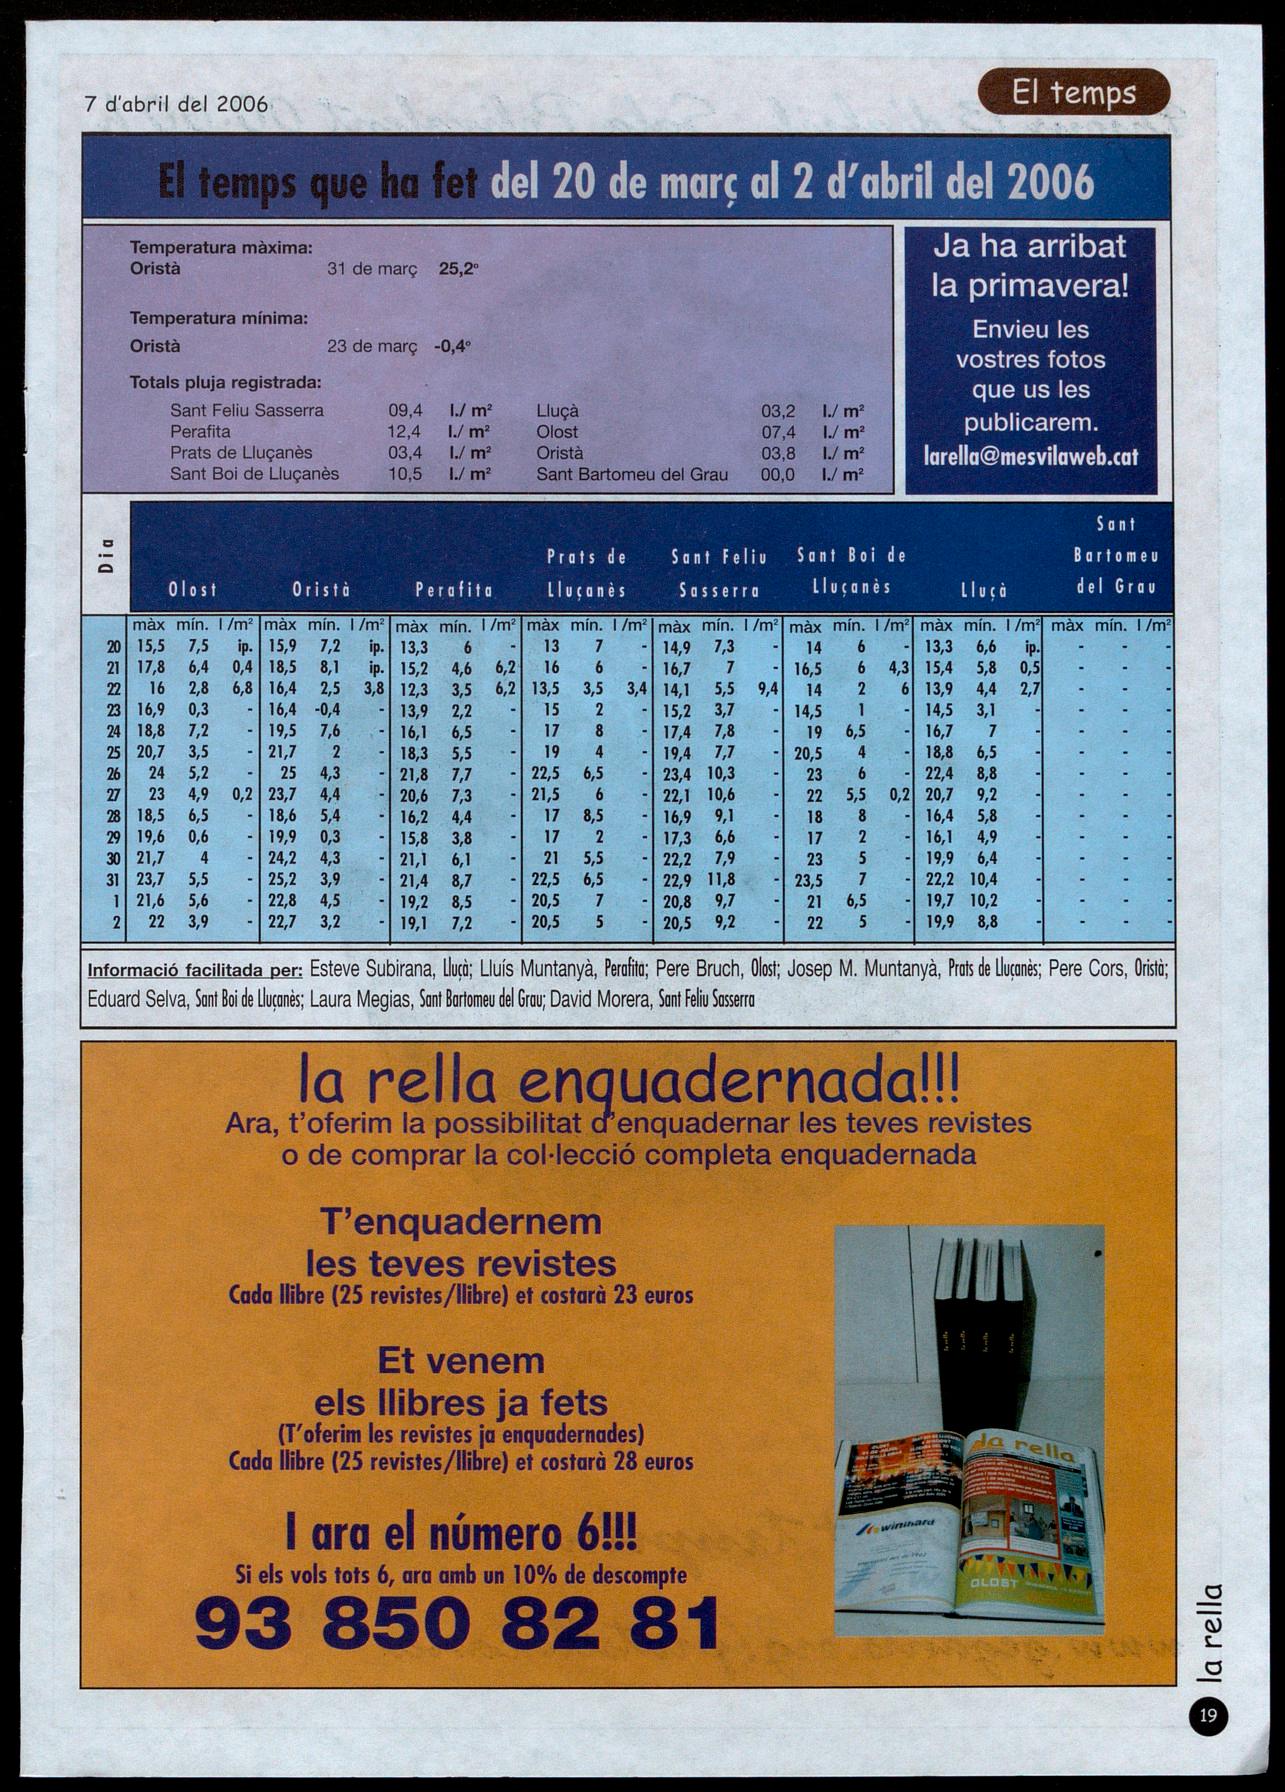 7 d'abril del 2006
El temps
El temps que ha fet del 20 de març al 2 d'abril del 2006
Temperatura màxima:
Oristà 31 de març 25,2º
Temperatura mínima:
Oristà 23 de març -0,4º
Totals pluja registrada:
Sant Feliu Sasserra 09,4 l./ m² Lluçà 03,2 l./ m²
Perafita 12,4 l./ m² Olost 07,4 l./ m²
Prats de Lluçanès 03,4 l./ m² Oristà 03,8 l./ m²
Sant Boi de Lluçanès 10,5 l./ m² Sant Bartomeu del Grau 00,0 l./ m²
Ja ha arribat
la primavera!
Envieu les
vostres fotos
que us les
publicarem.
larella@mesvilaweb.cat
Dia Olost Oristà Perafita Prats de Lluçanès Sant Feliu Sasserra Sant Boi de Lluçanès Lluçà Sant Bartomeu del Grau
màx mín. l /m² màx mín. l /m² màx mín. l /m² màx mín. l /m² màx mín. l /m² màx mín. l /m² màx mín. l /m² màx mín. l /m²
20 15,5 7,5 ip. 15,9 7,2 ip. 13,3 6 - 13 7 - 14,9 7,3 - 14 6 - 13,3 6,6 ip. - - -
21 17,8 6,4 0,4 18,5 8,1 ip. 15,2 4,6 6,2 16 6 - 16,7 7 - 16,5 6 4,3 15,4 5,8 0,5 - - -
22 16 2,8 6,8 16,4 2,5 3,8 12,3 3,5 6,2 13,5 3,5 3,4 14,1 5,5 9,4 14 2 6 13,9 4,4 2,7 - - -
23 16,9 0,3 - 16,4 -0,4 - 13,9 2,2 - 15 2 - 15,2 3,7 - 14,5 1 - 14,5 3,1 - - - -
24 18,8 7,2 - 19,5 7,6 - 16,1 6,5 - 17 8 - 17,4 7,8 - 19 6,5 - 16,7 7 - - - -
25 20,7 3,5 - 21,7 2 - 18,3 5,5 - 19 4 - 19,4 7,7 - 20,5 4 - 18,8 6,5 - - - -
26 24 5,2 - 25 4,3 - 21,8 7,7 - 22,5 6,5 - 23,4 10,3 - 23 6 - 22,4 8,8 - - - -
27 23 4,9 0,2 23,7 4,4 - 20,6 7,3 - 21,5 6 - 22,1 10,6 - 22 5,5 0,2 20,7 9,2 - - - -
28 18,5 6,5 - 18,6 5,4 - 16,2 4,4 - 17 8,5 - 16,9 9,1 - 18 8 - 16,4 5,8 - - - -
29 19,6 0,6 - 19,9 0,3 - 15,8 3,8 - 17 2 - 17,3 6,6 - 17 2 - 16,1 4,9 - - - -
30 21,7 4 - 24,2 4,3 - 21,1 6,1 - 21 5,5 - 22,2 7,9 - 23 5 - 19,9 6,4 - - - -
31 23,7 5,5 - 25,2 3,9 - 21,4 8,7 - 22,5 6,5 - 22,9 11,8 - 23,5 7 - 22,2 10,4 - - - -
1 21,6 5,6 - 22,8 4,5 - 19,2 8,5 - 20,5 7 - 20,8 9,7 - 21 6,5 - 19,7 10,2 - - - -
2 22 3,9 - 22,7 3,2 - 19,1 7,2 - 20,5 5 - 20,5 9,2 - 22 5 - 19,9 8,8 - - - -
Informació facilitada per: Esteve Subirana, Lluçà; Lluís Muntanyà, Perafita; Pere Bruch, Olost; Josep M. Muntanyà, Prats de Lluçanès; Pere Cors, Oristà;
Eduard Selva, Sant Boi de Lluçanès; Laura Megias, Sant Bartomeu del Grau; David Morera, Sant Feliu Sasserra
la rella enquadernada!!!
Ara, t'oferim la possibilitat d'enquadernar les teves revistes
o de comprar la col·lecció completa enquadernada
T'enquadernem
les teves revistes
Cada llibre (25 revistes/llibre) et costarà 23 euros
Et venem
els llibres ja fets
(T'oferim les revistes ja enquadernades)
Cada llibre (25 revistes/llibre) et costarà 28 euros
I ara el número 6!!!
Si els vols tots 6, ara amb un 10% de descompte
93 850 82 81
la rella
winihard
OLOST
la rella
19